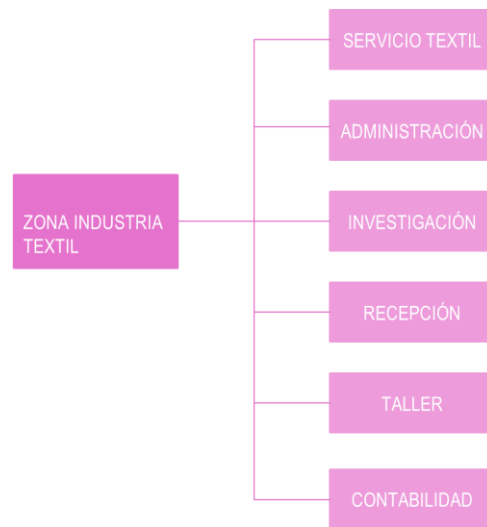 SERVICIO TEXTIL
ADMINISTRACIÓN
ZONA INDUSTRIA
TEXTIL
INVESTIGACIÓN
RECEPCIÓN
TALLER
CONTABILIDAD